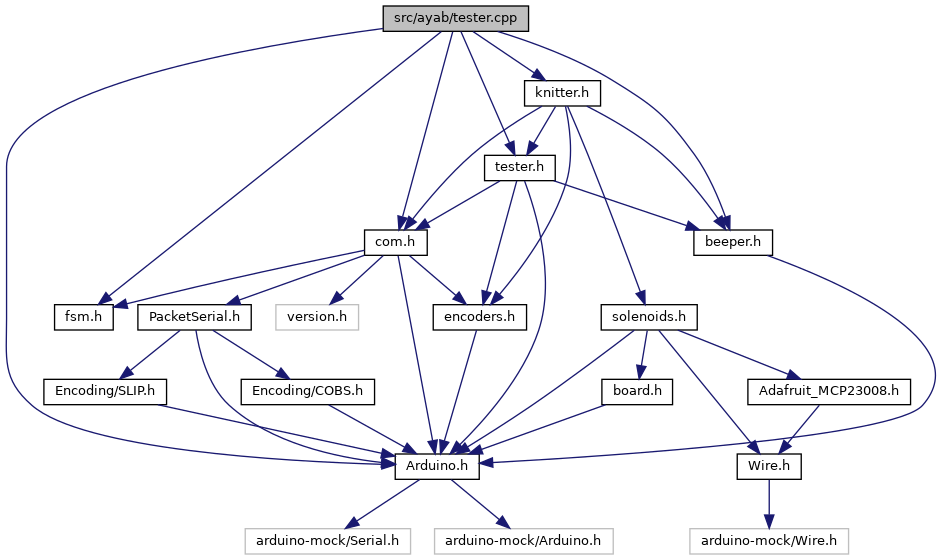 src/ayab/tester.cpp
knitter.h
tester.h
com.h
beeper.h
fsm.h
PacketSerial.h
version.h
encoders.h
solenoids.h
Encoding/SLIP.h
Encoding/COBS.h
board.h
Adafruit_MCP23008.h
Arduino.h
Wire.h
arduino-mock/Serial.h
arduino-mock/Arduino.h
arduino-mock/Wire.h